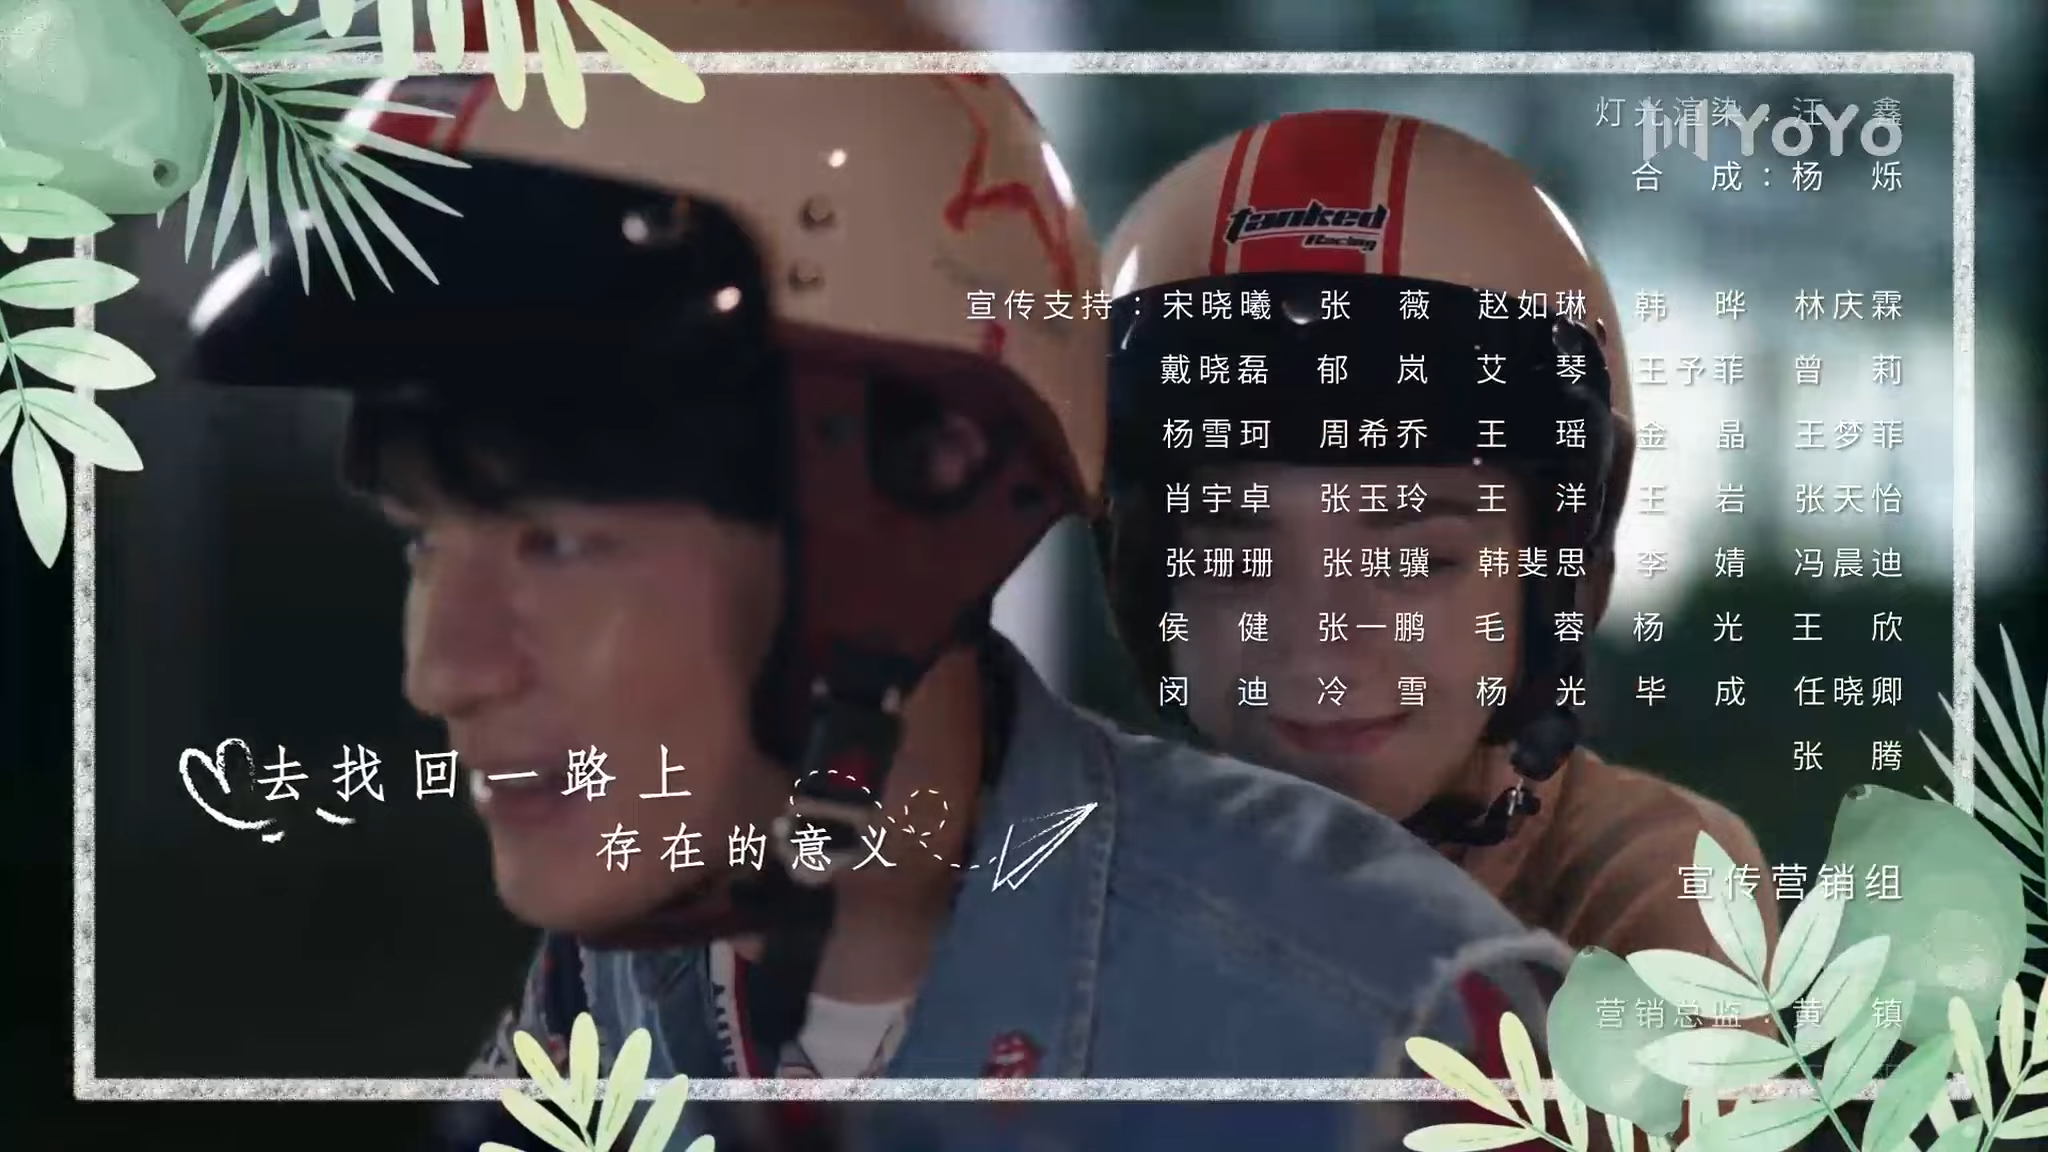 灯光渲染：汪鑫
YoYo
合成：杨烁
tanked
Racing
宣传支持：宋晓曦 张薇 赵如琳 韩晔 林庆霖
戴晓磊 郁岚 艾琴 王予菲 曾莉
杨雪珂 周希乔 王瑶 金晶 王梦菲
肖宇卓 张玉玲 王洋 王岩 张天怡
张珊珊 张骐骥 韩斐思 李婧 冯晨迪
侯健 张一鹏 毛蓉 杨光 王欣
闵迪 冷雪 杨光 毕成 任晓卿
张腾
去找回一路上
存在的意义
宣传营销组
营销总监：黄镇